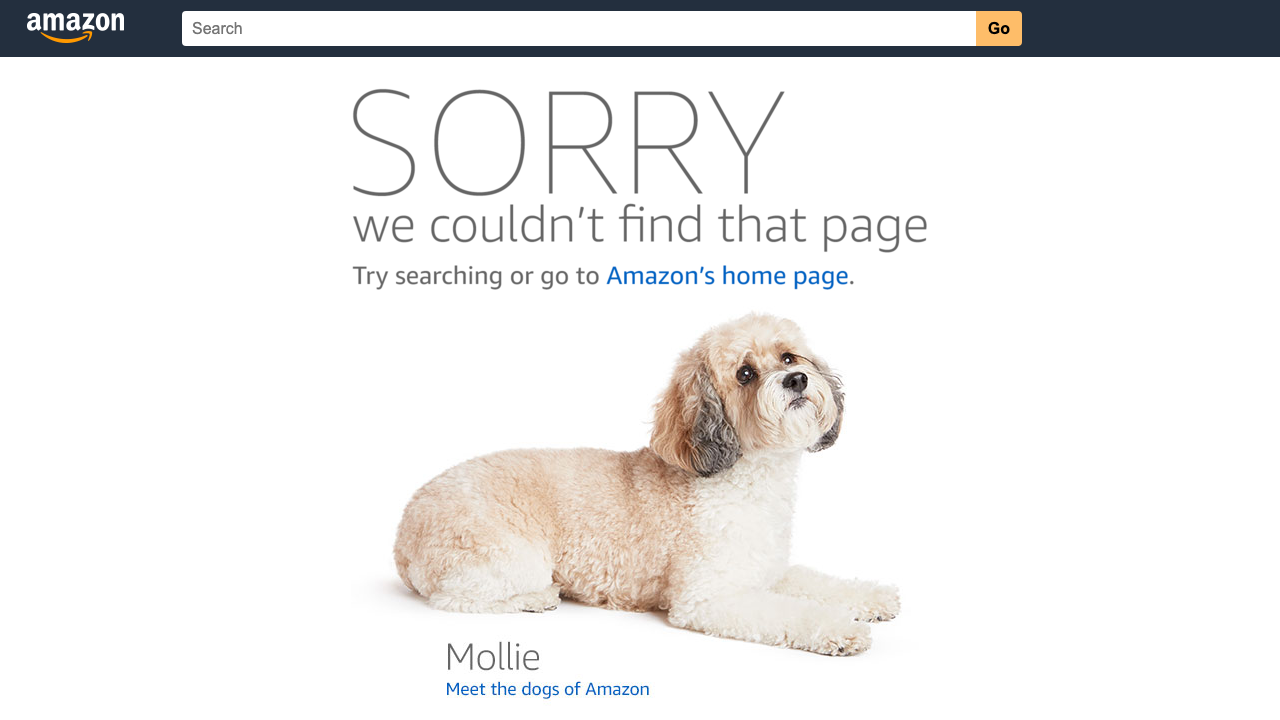 amazon
Search
Go
SORRY
we couldn't find that page
Try searching or go to Amazon's home page.
Mollie
Meet the dogs of Amazon